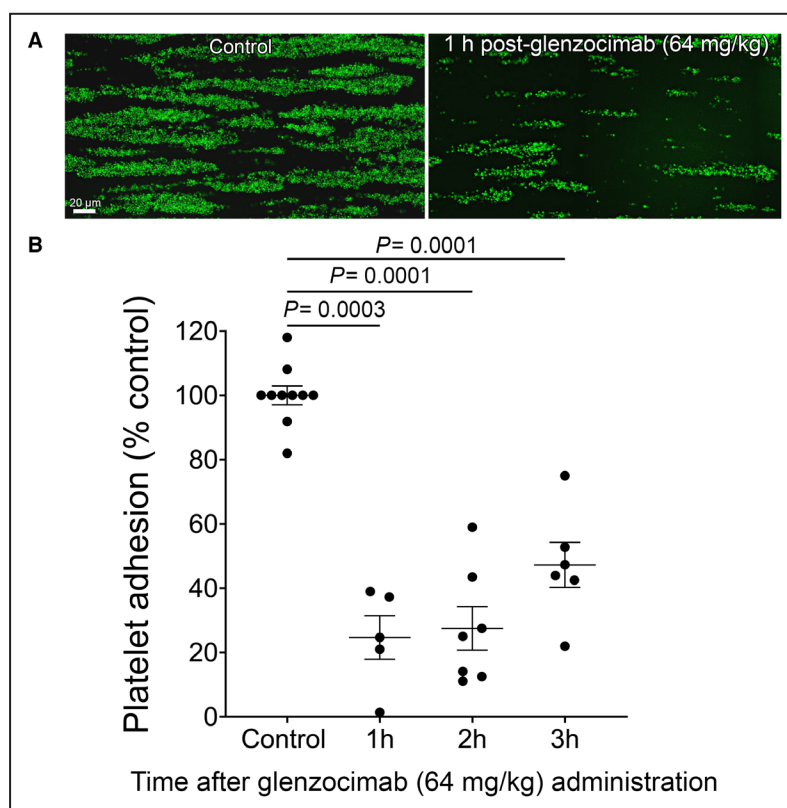 A
Control
1 h post-glenzocimab (64 mg/kg)
20 µm
B
P= 0.0001
P= 0.0001
P= 0.0003
Platelet adhesion (% control)
120
100
80
60
40
20
0
Control 1h 2h 3h
Time after glenzocimab (64 mg/kg) administration